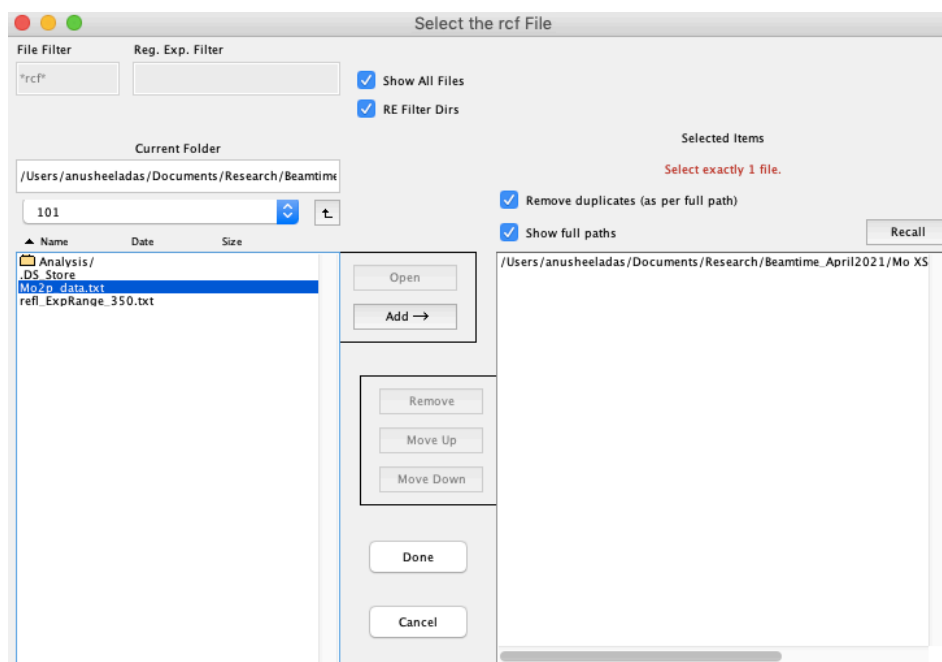 Select the rcf File
File Filter
Reg. Exp. Filter
*rcf*
Show All Files
RE Filter Dirs
Current Folder
/Users/anusheeladas/Documents/Research/Beamtime
101
Name Date Size
Analysis/
.DS_Store
Mo2p_data.txt
refl_ExpRange_350.txt
Open
Add →
Remove
Move Up
Move Down
Done
Cancel
Selected Items
Select exactly 1 file.
Remove duplicates (as per full path)
Show full paths
Recall
/Users/anusheeladas/Documents/Research/Beamtime_April2021/Mo XS